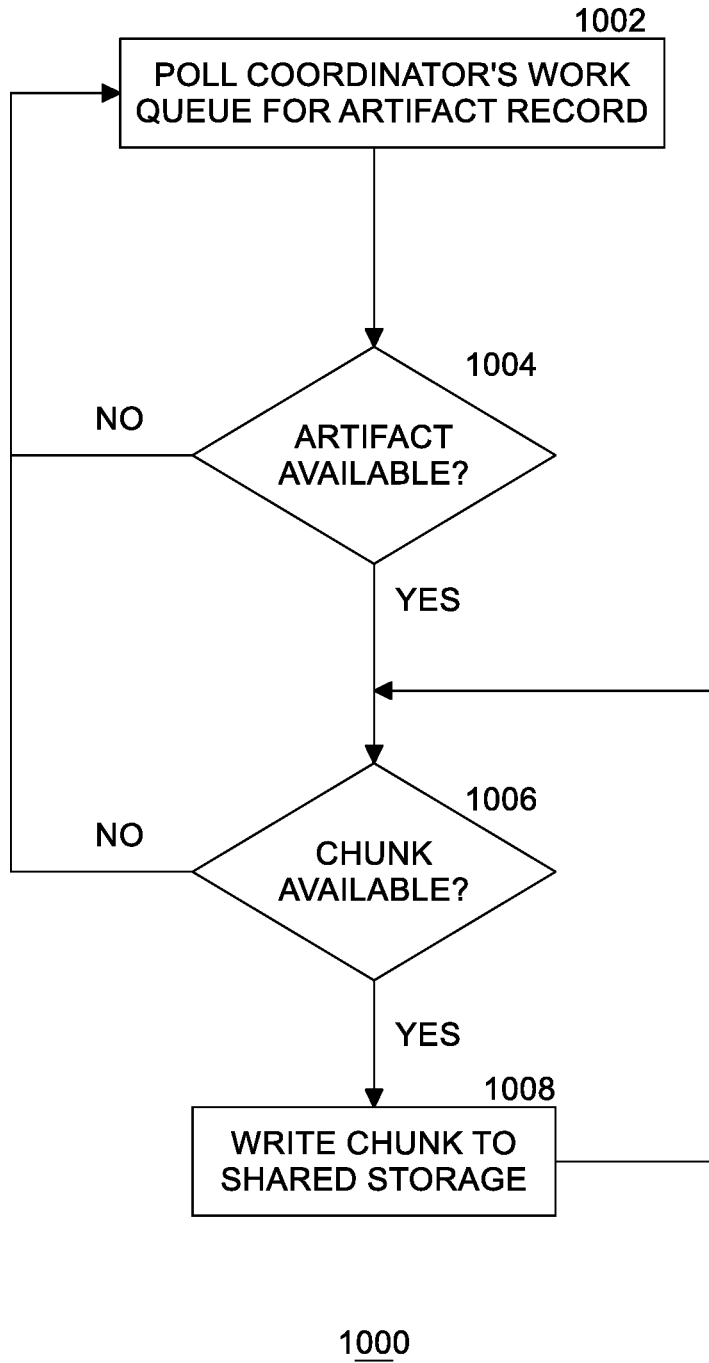 1002
POLL COORDINATOR'S WORK
QUEUE FOR ARTIFACT RECORD
1004
ARTIFACT
AVAILABLE?
NO
YES
1006
CHUNK
AVAILABLE?
NO
YES
1008
WRITE CHUNK TO
SHARED STORAGE
1000